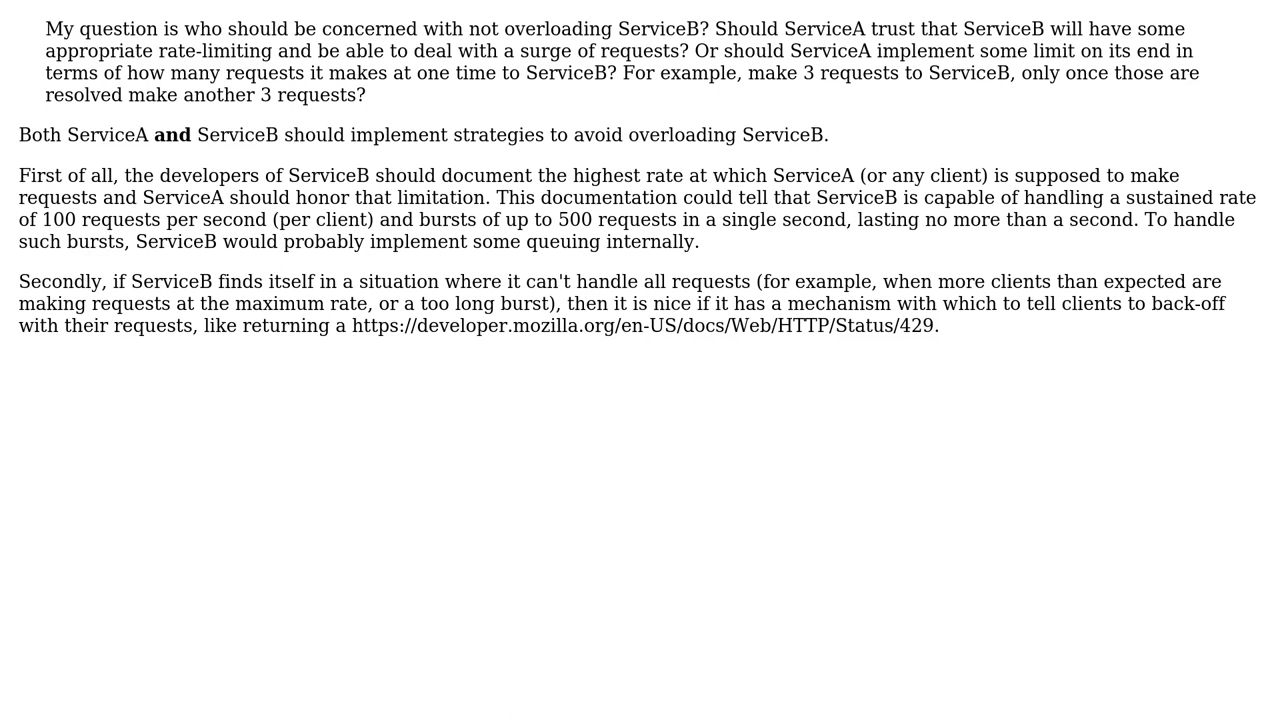 My question is who should be concerned with not overloading ServiceB? Should ServiceA trust that ServiceB will have some
appropriate rate-limiting and be able to deal with a surge of requests? Or should ServiceA implement some limit on its end in
terms of how many requests it makes at one time to ServiceB? For example, make 3 requests to ServiceB, only once those are
resolved make another 3 requests?
Both ServiceA and ServiceB should implement strategies to avoid overloading ServiceB.
First of all, the developers of ServiceB should document the highest rate at which ServiceA (or any client) is supposed to make
requests and ServiceA should honor that limitation. This documentation could tell that ServiceB is capable of handling a sustained rate
of 100 requests per second (per client) and bursts of up to 500 requests in a single second, lasting no more than a second. To handle
such bursts, ServiceB would probably implement some queuing internally.
Secondly, if ServiceB finds itself in a situation where it can't handle all requests (for example, when more clients than expected are
making requests at the maximum rate, or a too long burst), then it is nice if it has a mechanism with which to tell clients to back-off
with their requests, like returning a https://developer.mozilla.org/en-US/docs/Web/HTTP/Status/429.